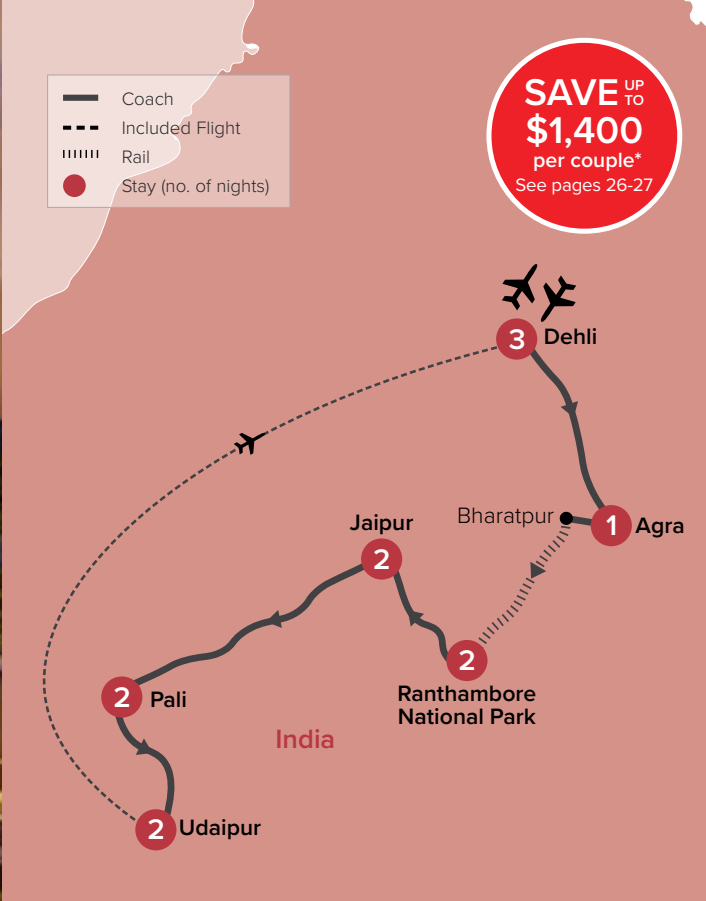 Coach
Included Flight
Rail
Stay (no. of nights)
SAVE UP TO
$1,400
per couple*
See pages 26-27
3 Dehli
Bharatpur
1 Agra
Jaipur
2
2
Ranthambore
National Park
2 Pali
India
2 Udaipur